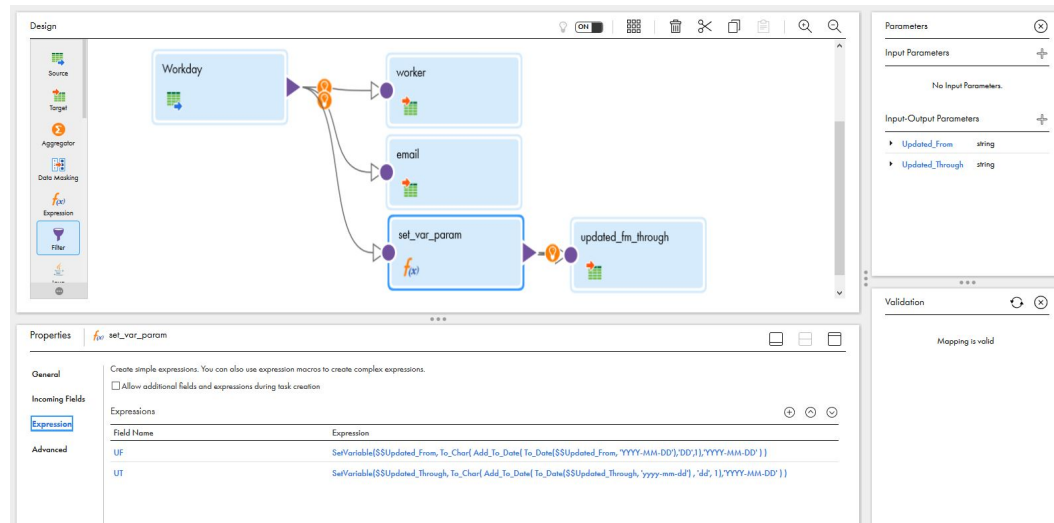 Design
ON
Parameters
Source
Target
Aggregator
Data Masking
Expression
Filter
Workday
worker
email
set_var_param
updated_fm_through
Input Parameters
No Input Parameters.
Input-Output Parameters
Updated_From string
Updated_Through string
Validation
Mapping is valid
Properties f(x) set_var_param
General
Incoming Fields
Expression
Advanced
Create simple expressions. You can also use expression macros to create complex expressions.
Allow additional fields and expressions during task creation
Expressions
Field Name Expression
UF SetVariable($$Updated_From, To_Char( Add_To_Date( To_Date($$Updated_From, 'YYYY-MM-DD'),'DD',1),'YYYY-MM-DD' ) )
UT SetVariable($$Updated_Through, To_Char( Add_To_Date( To_Date($$Updated_Through, 'yyyy-mm-dd') , 'dd', 1),'YYYY-MM-DD' ) )